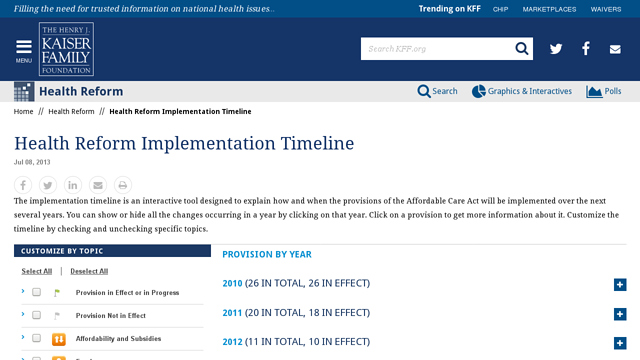 Filling the need for trusted information on national health issues...
Trending on KFF CHIP MARKETPLACES WAIVERS
MENU
THE HENRY J.
KAISER
FAMILY
FOUNDATION
Search KFF.org
Health Reform
Search Graphics & Interactives Polls
Home // Health Reform // Health Reform Implementation Timeline
Health Reform Implementation Timeline
Jul 08, 2013
The implementation timeline is an interactive tool designed to explain how and when the provisions of the Affordable Care Act will be implemented over the next
several years. You can show or hide all the changes occurring in a year by clicking on that year. Click on a provision to get more information about it. Customize the
timeline by checking and unchecking specific topics.
CUSTOMIZE BY TOPIC
Select All | Deselect All
Provision in Effect or in Progress
Provision Not in Effect
Affordability and Subsidies
PROVISION BY YEAR
2010 (26 IN TOTAL, 26 IN EFFECT)
2011 (20 IN TOTAL, 18 IN EFFECT)
2012 (11 IN TOTAL, 10 IN EFFECT)